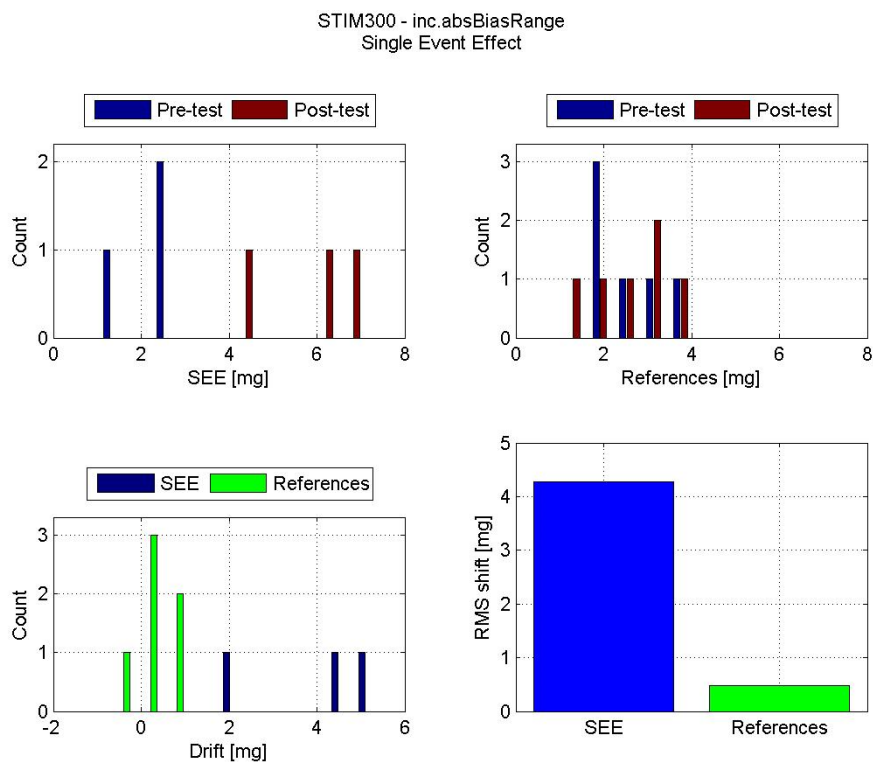 STIM300 - inc.absBiasRange
Single Event Effect
Pre-test Post-test
2
1
0
Count
0 2 4 6 8
SEE [mg]
Pre-test Post-test
3
2
1
0
Count
0 2 4 6 8
References [mg]
SEE References
3
2
1
0
Count
-2 0 2 4 6
Drift [mg]
5
4
3
2
1
0
RMS shift [mg]
SEE References